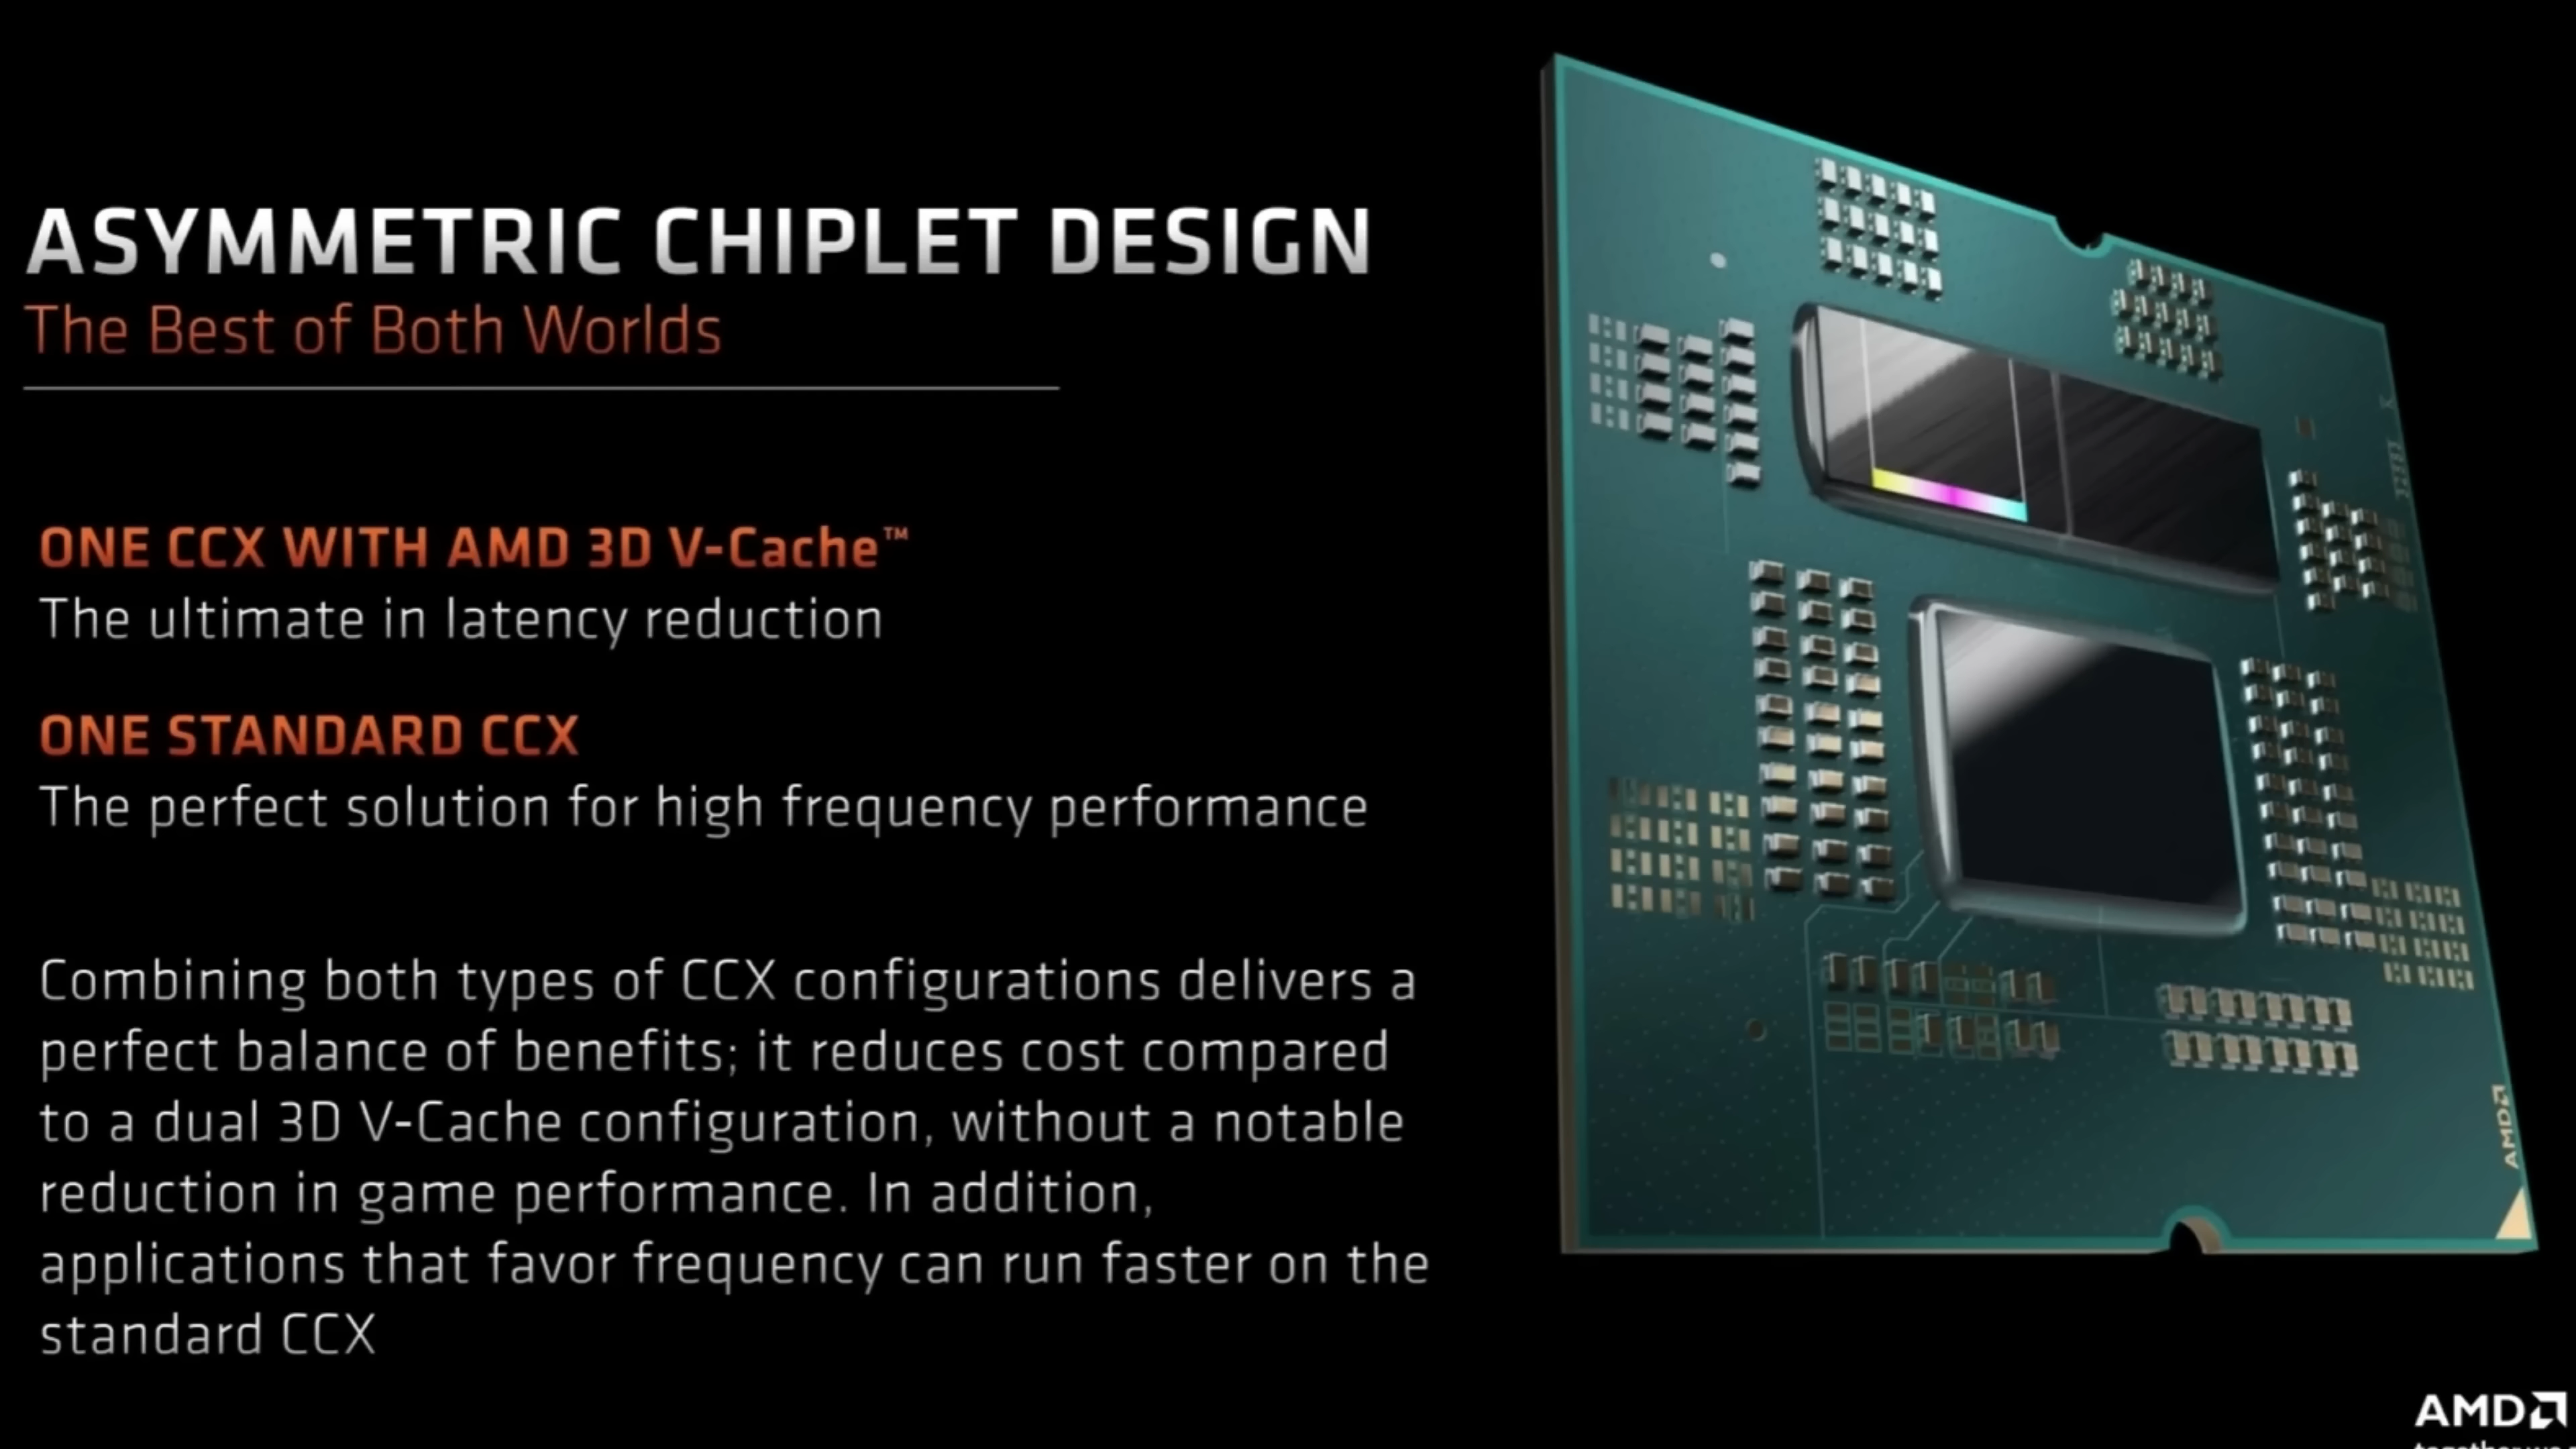 ASYMMETRIC CHIPLET DESIGN
The Best of Both Worlds
ONE CCX WITH AMD 3D V-Cache™
The ultimate in latency reduction
ONE STANDARD CCX
The perfect solution for high frequency performance
Combining both types of CCX configurations delivers a
perfect balance of benefits; it reduces cost compared
to a dual 3D V-Cache configuration, without a notable
reduction in game performance. In addition,
applications that favor frequency can run faster on the
standard CCX
AMD
AMD